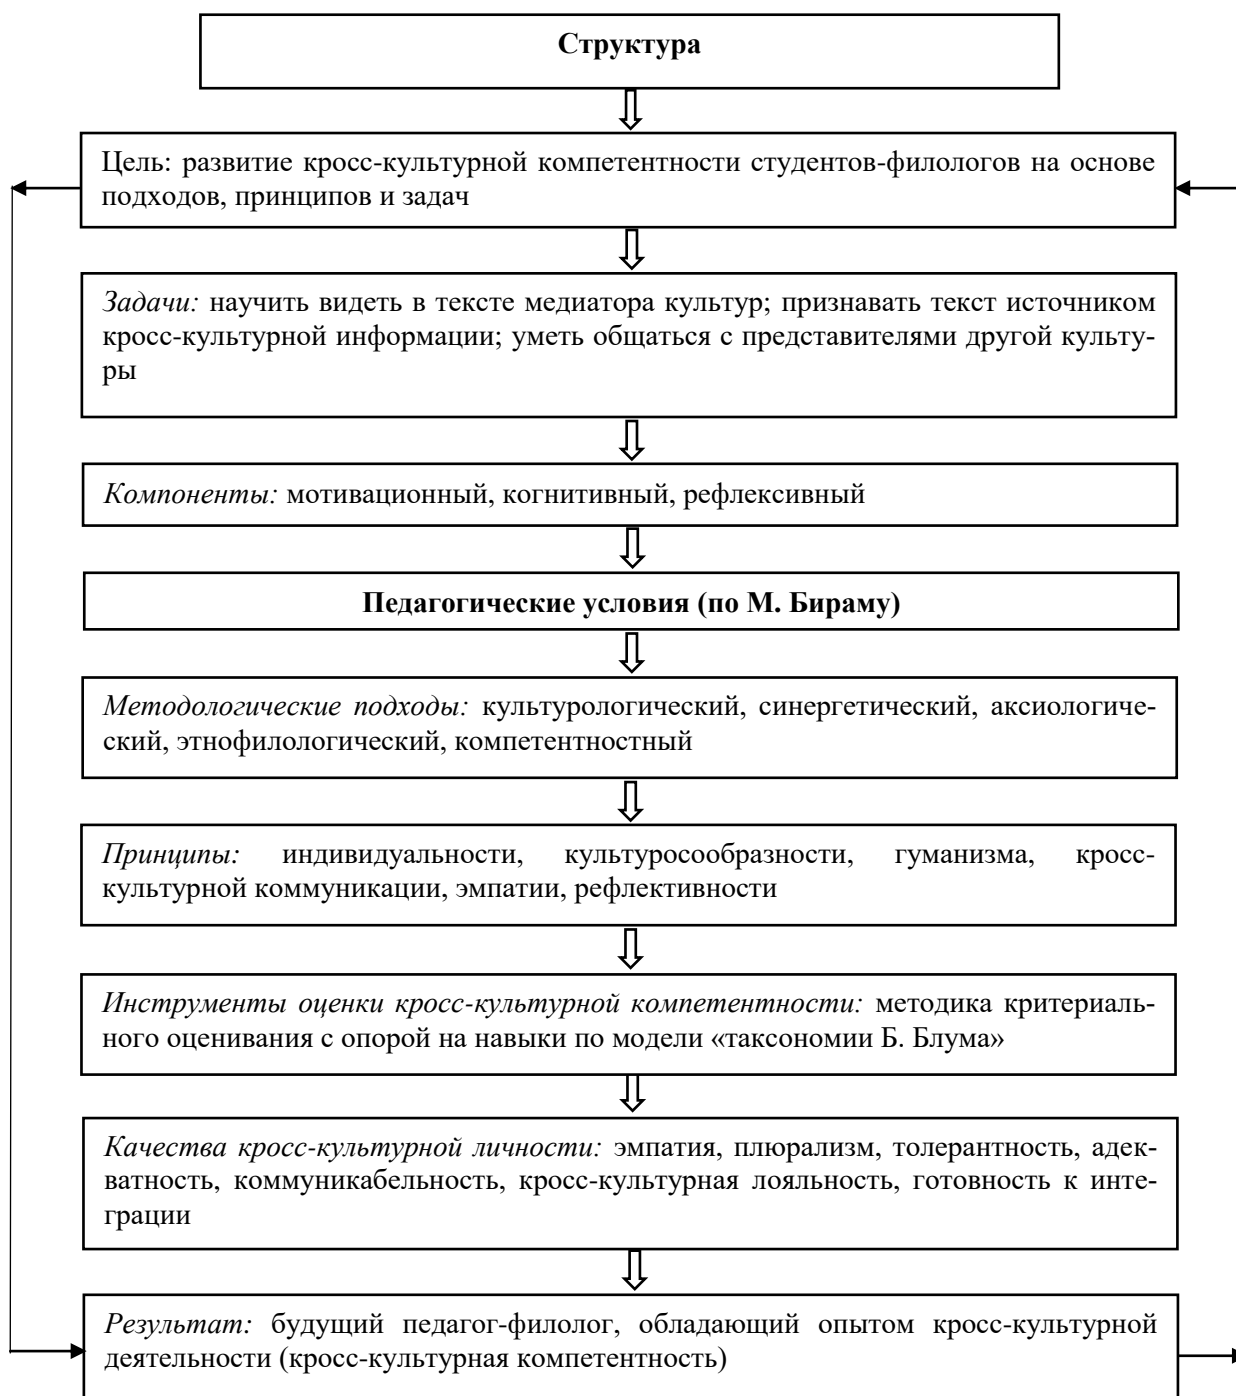 Структура
Цель: развитие кросс-культурной компетентности студентов-филологов на основе
подходов, принципов и задач
Задачи: научить видеть в тексте медиатора культур; признавать текст источником
кросс-культурной информации; уметь общаться с представителями другой культу-
ры
Компоненты: мотивационный, когнитивный, рефлексивный
Педагогические условия (по М. Бираму)
Методологические подходы: культурологический, синергетический, аксиологиче-
ский, этнофилологический, компетентностный
Принципы: индивидуальности, культуросообразности, гуманизма, кросс-
культурной коммуникации, эмпатии, рефлективности
Инструменты оценки кросс-культурной компетентности: методика критериаль-
ного оценивания с опорой на навыки по модели «таксономии Б. Блума»
Качества кросс-культурной личности: эмпатия, плюрализм, толерантность, адек-
ватность, коммуникабельность, кросс-культурная лояльность, готовность к инте-
грации
Результат: будущий педагог-филолог, обладающий опытом кросс-культурной
деятельности (кросс-культурная компетентность)